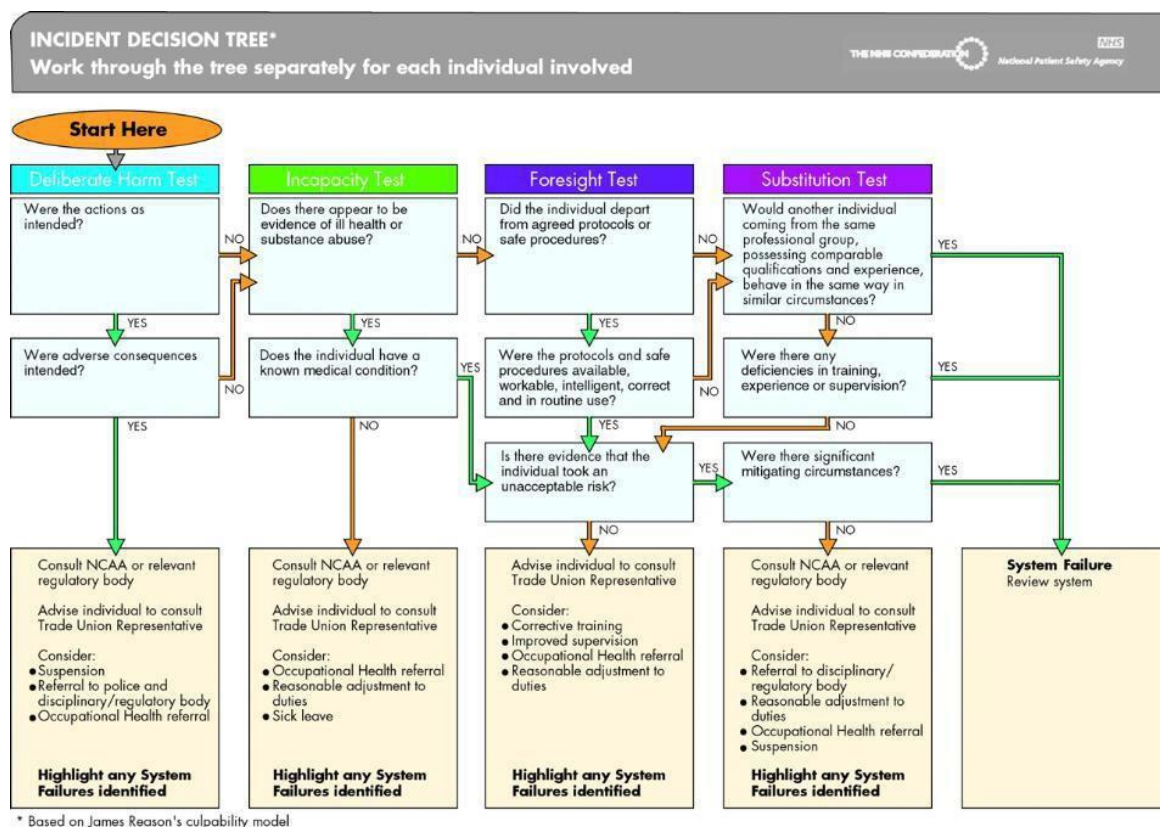 INCIDENT DECISION TREE*
Work through the tree separately for each individual involved
THE NHS CONFEDERATION
NHS
National Patient Safety Agency
Start Here
Deliberate Harm Test
Were the actions as
intended?
NO
YES
Were adverse consequences
intended?
NO
YES
Consult NCAA or relevant
regulatory body
Advise individual to consult
Trade Union Representative
Consider:
● Suspension
● Referral to police and
disciplinary/regulatory body
● Occupational Health referral
Highlight any System
Failures identified
Incapacity Test
Does there appear to be
evidence of ill health or
substance abuse?
NO
YES
Does the individual have a
known medical condition?
YES
NO
Consult NCAA or relevant
regulatory body
Advise individual to consult
Trade Union Representative
Consider:
● Occupational Health referral
● Reasonable adjustment to
duties
● Sick leave
Highlight any System
Failures identified
Foresight Test
Did the individual depart
from agreed protocols or
safe procedures?
NO
YES
Were the protocols and safe
procedures available,
workable, intelligent, correct
and in routine use?
NO
YES
Is there evidence that the
individual took an
unacceptable risk?
YES
NO
Advise individual to consult
Trade Union Representative
Consider:
● Corrective training
● Improved supervision
● Occupational Health referral
● Reasonable adjustment to
duties
Highlight any System
Failures identified
Substitution Test
Would another individual
coming from the same
professional group,
possessing comparable
qualifications and experience,
behave in the same way in
similar circumstances?
YES
NO
Were there any
deficiencies in training,
experience or supervision?
YES
NO
Were there significant
mitigating circumstances?
YES
NO
Consult NCAA or relevant
regulatory body
Advise individual to consult
Trade Union Representative
Consider:
● Referral to disciplinary/
regulatory body
● Reasonable adjustment to
duties
● Occupational Health referral
● Suspension
Highlight any System
Failures identified
System Failure
Review system
* Based on James Reason's culpability model